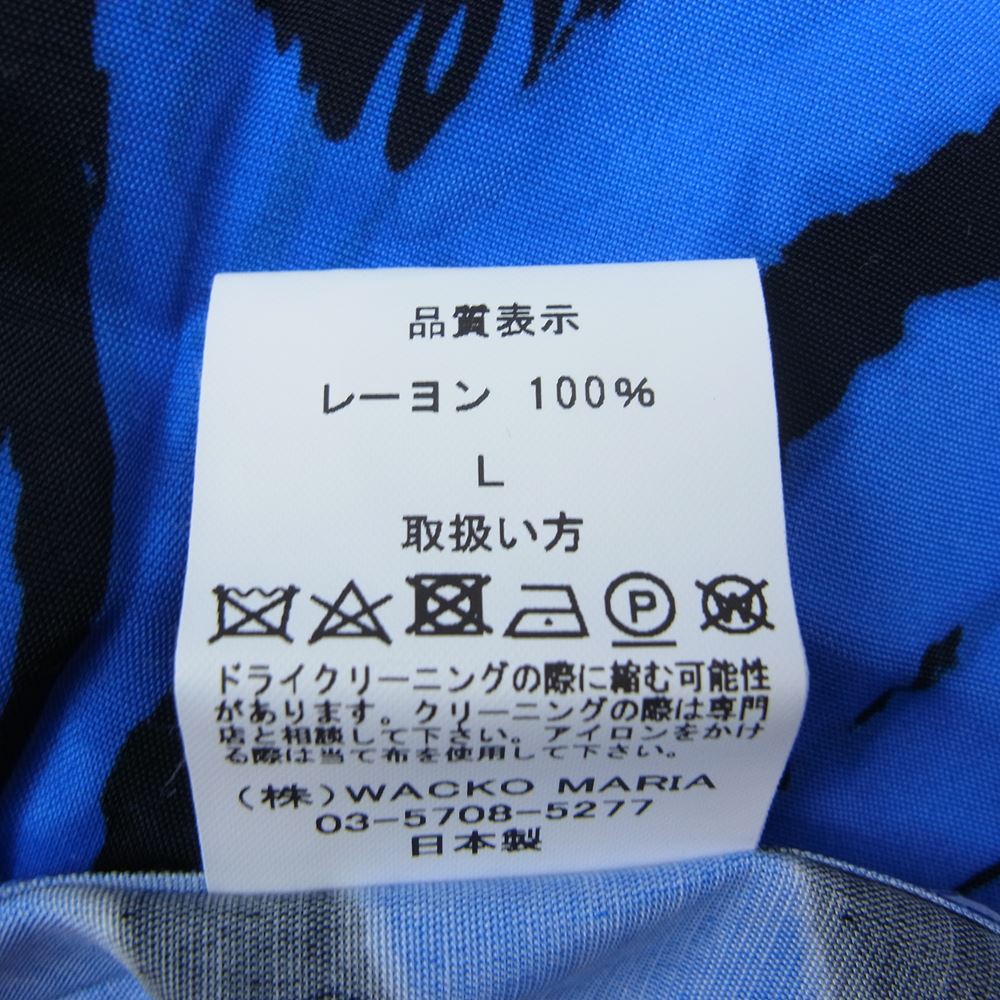 品質表示
レーヨン 100%
L
取扱い方
P W
ドライクリーニングの際に縮む可能性
があります。クリーニングの際は専門
店と相談して下さい。アイロンをかけ
る際は当て布を使用して下さい。
(株)WACKO MARIA
03-5708-5277
日本製